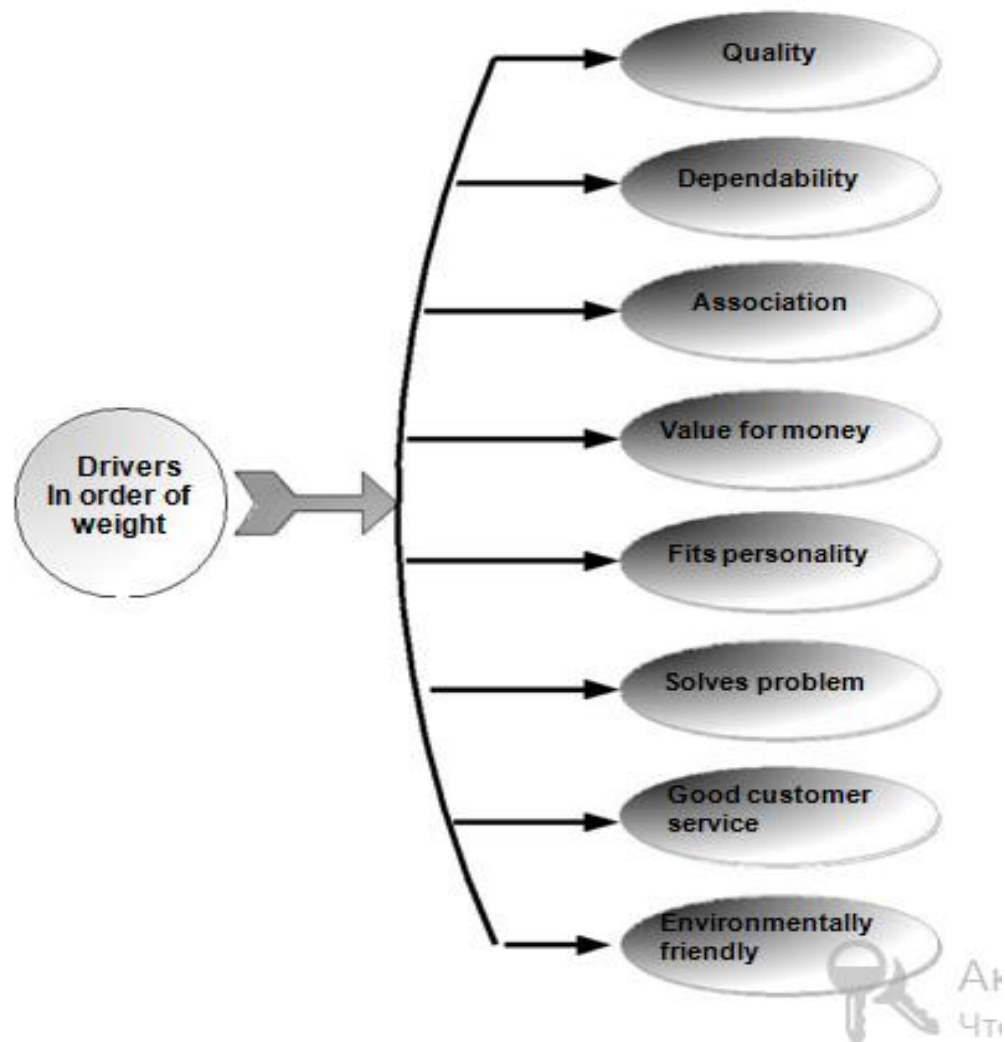 Quality
Dependability
Association
Value for money
Drivers
In order of
weight
Fits personality
Solves problem
Good customer
service
Environmentally
friendly